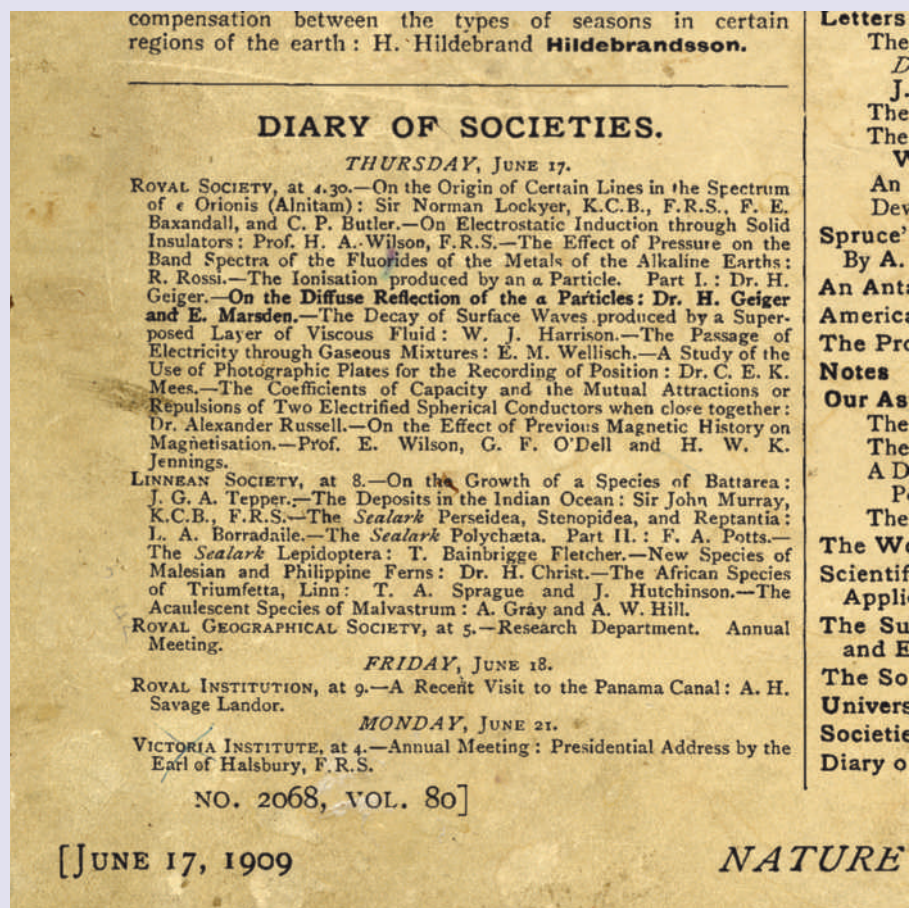 compensation between the types of seasons in certain
regions of the earth : H. Hildebrand Hildebrandsson.
DIARY OF SOCIETIES.
THURSDAY, JUNE 17.
ROYAL SOCIETY, at 4.30.—On the Origin of Certain Lines in the Spectrum
of ε Orionis (Alnitam) : Sir Norman Lockyer, K.C.B., F.R.S., F. E.
Baxandall, and C. P. Butler.—On Electrostatic Induction through Solid
Insulators : Prof. H. A. Wilson, F.R.S.—The Effect of Pressure on the
Band Spectra of the Fluorides of the Metals of the Alkaline Earths :
R. Rossi.—The Ionisation produced by an α Particle. Part I. : Dr. H.
Geiger.—On the Diffuse Reflection of the α Particles : Dr. H. Geiger
and E. Marsden.—The Decay of Surface Waves produced by a Super-
posed Layer of Viscous Fluid : W. J. Harrison.—The Passage of
Electricity through Gaseous Mixtures : E. M. Wellisch.—A Study of the
Use of Photographic Plates for the Recording of Position : Dr. C. E. K.
Mees.—The Coefficients of Capacity and the Mutual Attractions or
Repulsions of Two Electrified Spherical Conductors when close together :
Dr. Alexander Russell.—On the Effect of Previous Magnetic History on
Magnetisation.—Prof. E. Wilson, G. F. O'Dell and H. W. K.
Jennings.
LINNEAN SOCIETY, at 8.—On the Growth of a Species of Battarea :
J. G. A. Tepper.—The Deposits in the Indian Ocean : Sir John Murray,
K.C.B., F.R.S.—The Sealark Perseidea, Stenopidea, and Reptantia :
L. A. Borradaile.—The Sealark Polychæta. Part II. : F. A. Potts.—
The Sealark Lepidoptera : T. Bainbrigge Fletcher.—New Species of
Malesian and Philippine Ferns : Dr. H. Christ.—The African Species
of Triumfetta, Linn : T. A. Sprague and J. Hutchinson.—The
Acaulescent Species of Malvastrum : A. Gray and A. W. Hill.
ROYAL GEOGRAPHICAL SOCIETY, at 5.—Research Department. Annual
Meeting.
FRIDAY, JUNE 18.
ROYAL INSTITUTION, at 9.—A Recent Visit to the Panama Canal : A. H.
Savage Landor.
MONDAY, JUNE 21.
VICTORIA INSTITUTE, at 4.—Annual Meeting : Presidential Address by the
Earl of Halsbury, F.R.S.
NO. 2068, VOL. 80]
Letters
The
D
J.
The
The
W
An
Dev
Spruce'
By A.
An Anta
America
The Pro
Notes
Our As
The
The
A D
Pe
The
The We
Scientif
Applic
The Su
and E
The So
Univers
Societie
Diary o
[JUNE 17, 1909
NATURE